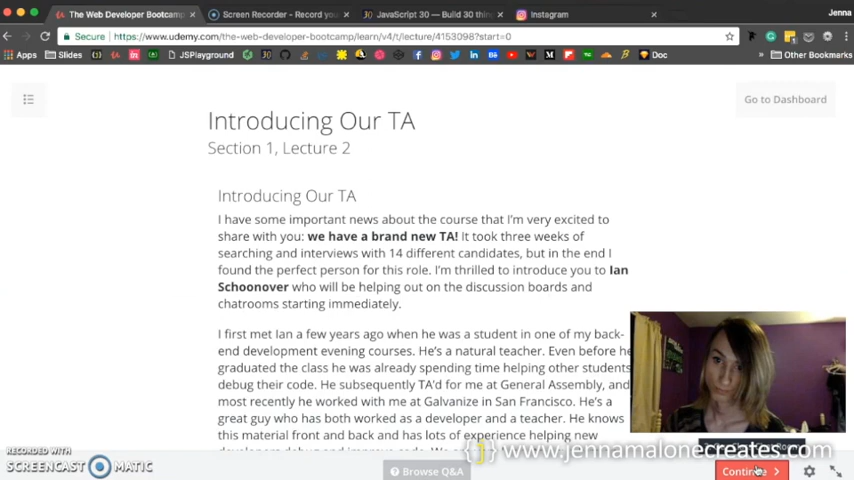 The Web Developer Bootcamp
Screen Recorder – Record you
JavaScript 30 — Build 30 thin
Instagram
Jenna
Secure
https://www.udemy.com/the-web-developer-bootcamp/learn/v4/t/lecture/4153098?start=0
Apps
Slides
JSPlayground
Doc
»
Other Bookmarks
Go to Dashboard
Introducing Our TA
Section 1, Lecture 2
Introducing Our TA
I have some important news about the course that I'm very excited to
share with you: we have a brand new TA! It took three weeks of
searching and interviews with 14 different candidates, but in the end I
found the perfect person for this role. I'm thrilled to introduce you to Ian
Schoonover who will be helping out on the discussion boards and
chatrooms starting immediately.
I first met Ian a few years ago when he was a student in one of my back-
end development evening courses. He's a natural teacher. Even before he
graduated the class he was already spending time helping other students
debug their code. He subsequently TA'd for me at General Assembly, and
most recently he worked with me at Galvanize in San Francisco. He's a
great guy who has both worked as a developer and a teacher. He knows
this material front and back and has lots of experience helping new
RECORDED WITH
SCREENCAST MATIC
{ } www.jennamalonecreates.com
? Browse Q&A
Continue >